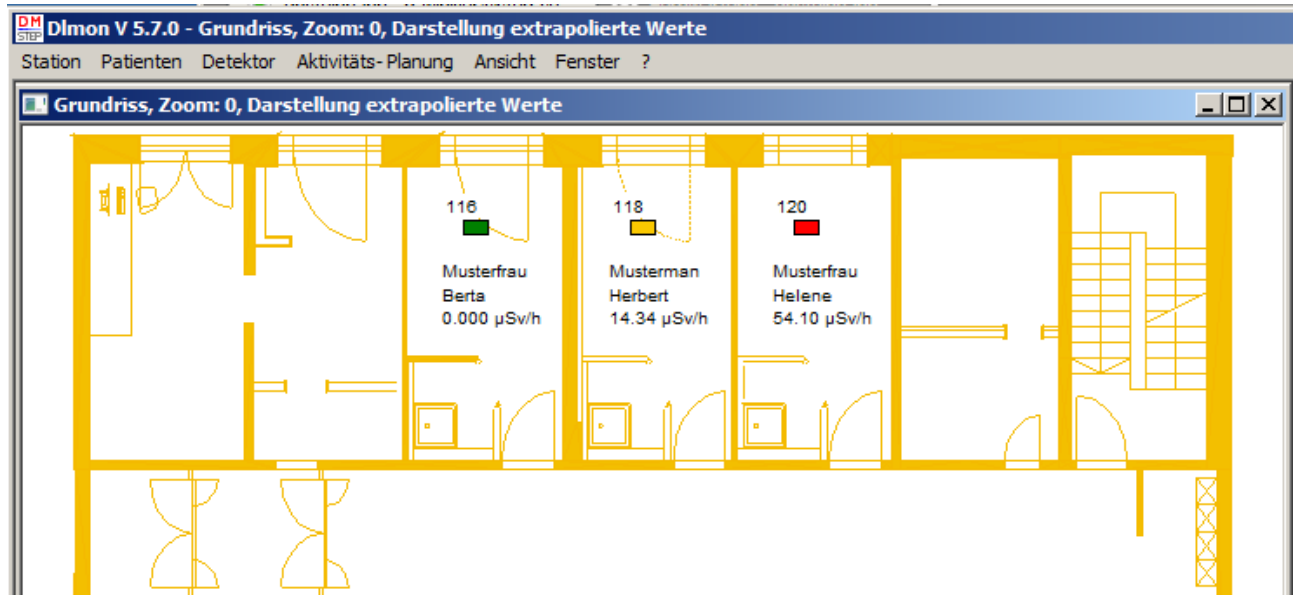 DM
STEP
DImon V 5.7.0 - Grundriss, Zoom: 0, Darstellung extrapolierte Werte
Station Patienten Detektor Aktivitäts-Planung Ansicht Fenster ?
Grundriss, Zoom: 0, Darstellung extrapolierte Werte
116 118 120
Musterfrau Musterman Musterfrau
Berta Herbert Helene
0.000 µSv/h 14.34 µSv/h 54.10 µSv/h